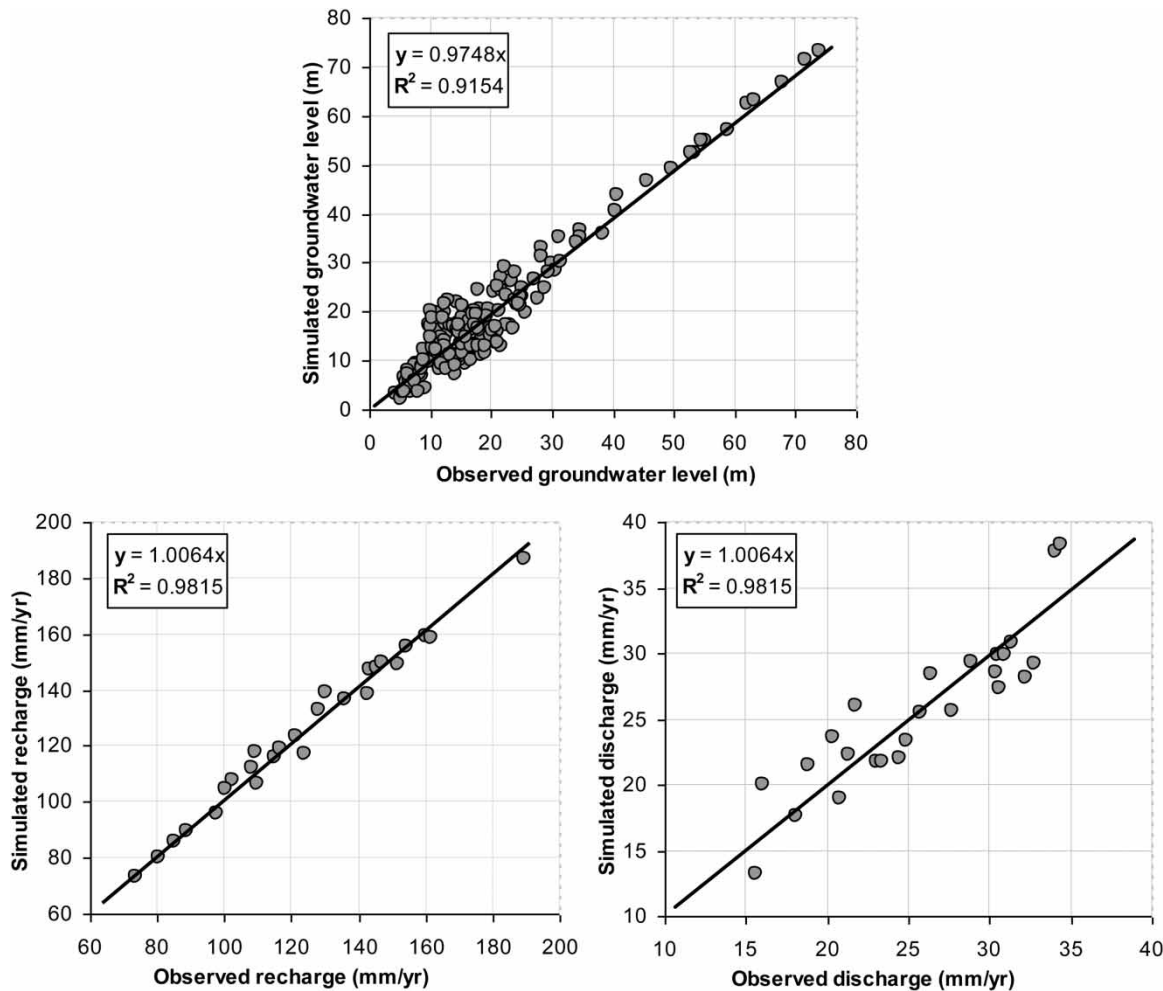 80
70
60
50
40
30
20
10
0
y = 0.9748x
R² = 0.9154
Simulated groundwater level (m)
0 10 20 30 40 50 60 70 80
Observed groundwater level (m)
200
180
160
140
120
100
80
60
y = 1.0064x
R² = 0.9815
Simulated recharge (mm/yr)
60 80 100 120 140 160 180 200
Observed recharge (mm/yr)
40
35
30
25
20
15
10
y = 1.0064x
R² = 0.9815
Simulated discharge (mm/yr)
10 15 20 25 30 35 40
Observed discharge (mm/yr)